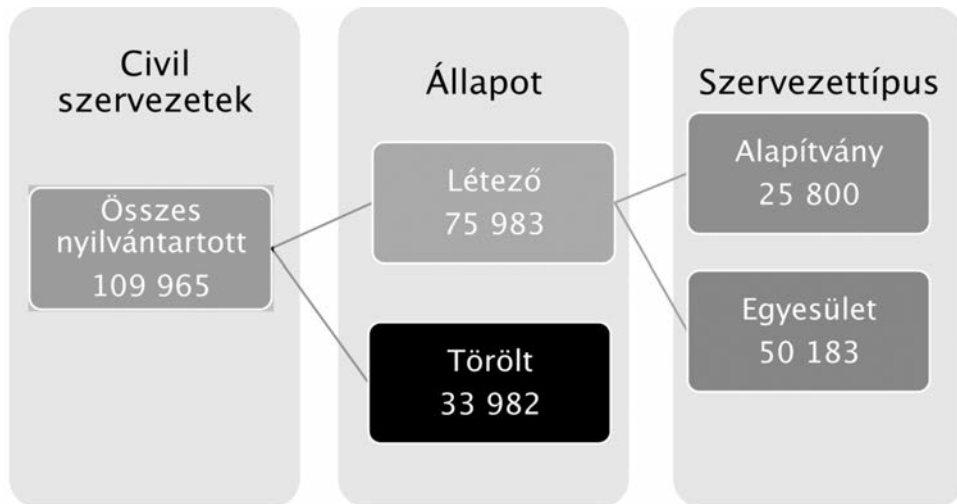 Civil
szervezetek
Összes
nyilvántartott
109 965
Állapot
Létező
75 983
Törölt
33 982
Szervezettípus
Alapítvány
25 800
Egyesület
50 183